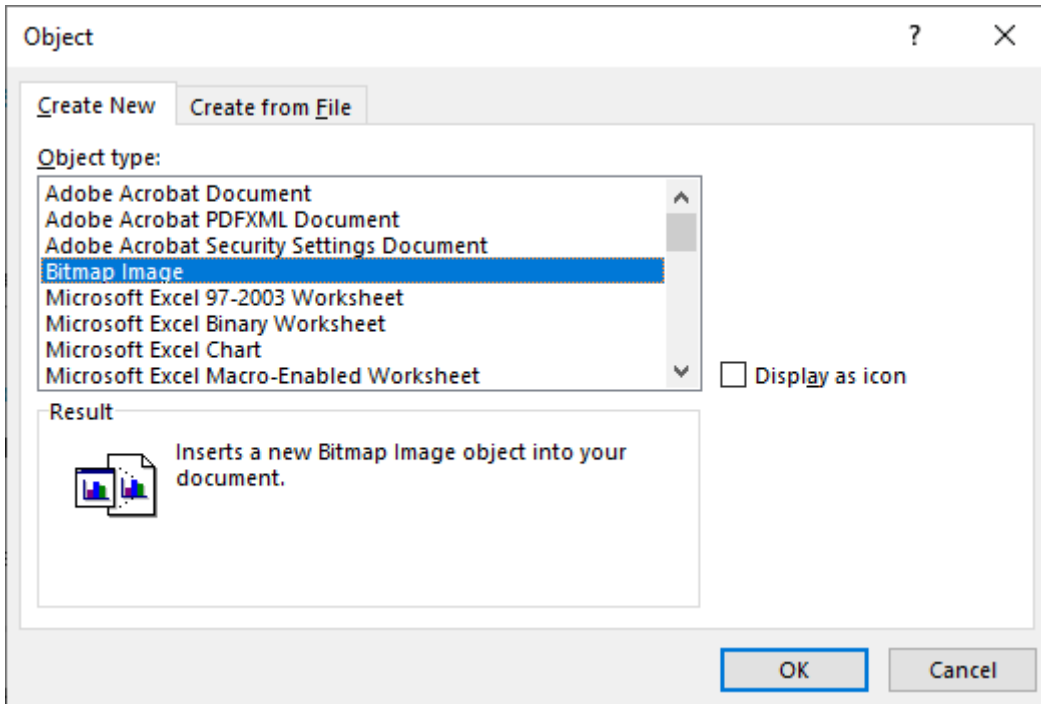 Object
?
Create New
Create from File
Object type:
Adobe Acrobat Document
Adobe Acrobat PDFXML Document
Adobe Acrobat Security Settings Document
Bitmap Image
Microsoft Excel 97-2003 Worksheet
Microsoft Excel Binary Worksheet
Microsoft Excel Chart
Microsoft Excel Macro-Enabled Worksheet
Display as icon
Result
Inserts a new Bitmap Image object into your
document.
OK
Cancel